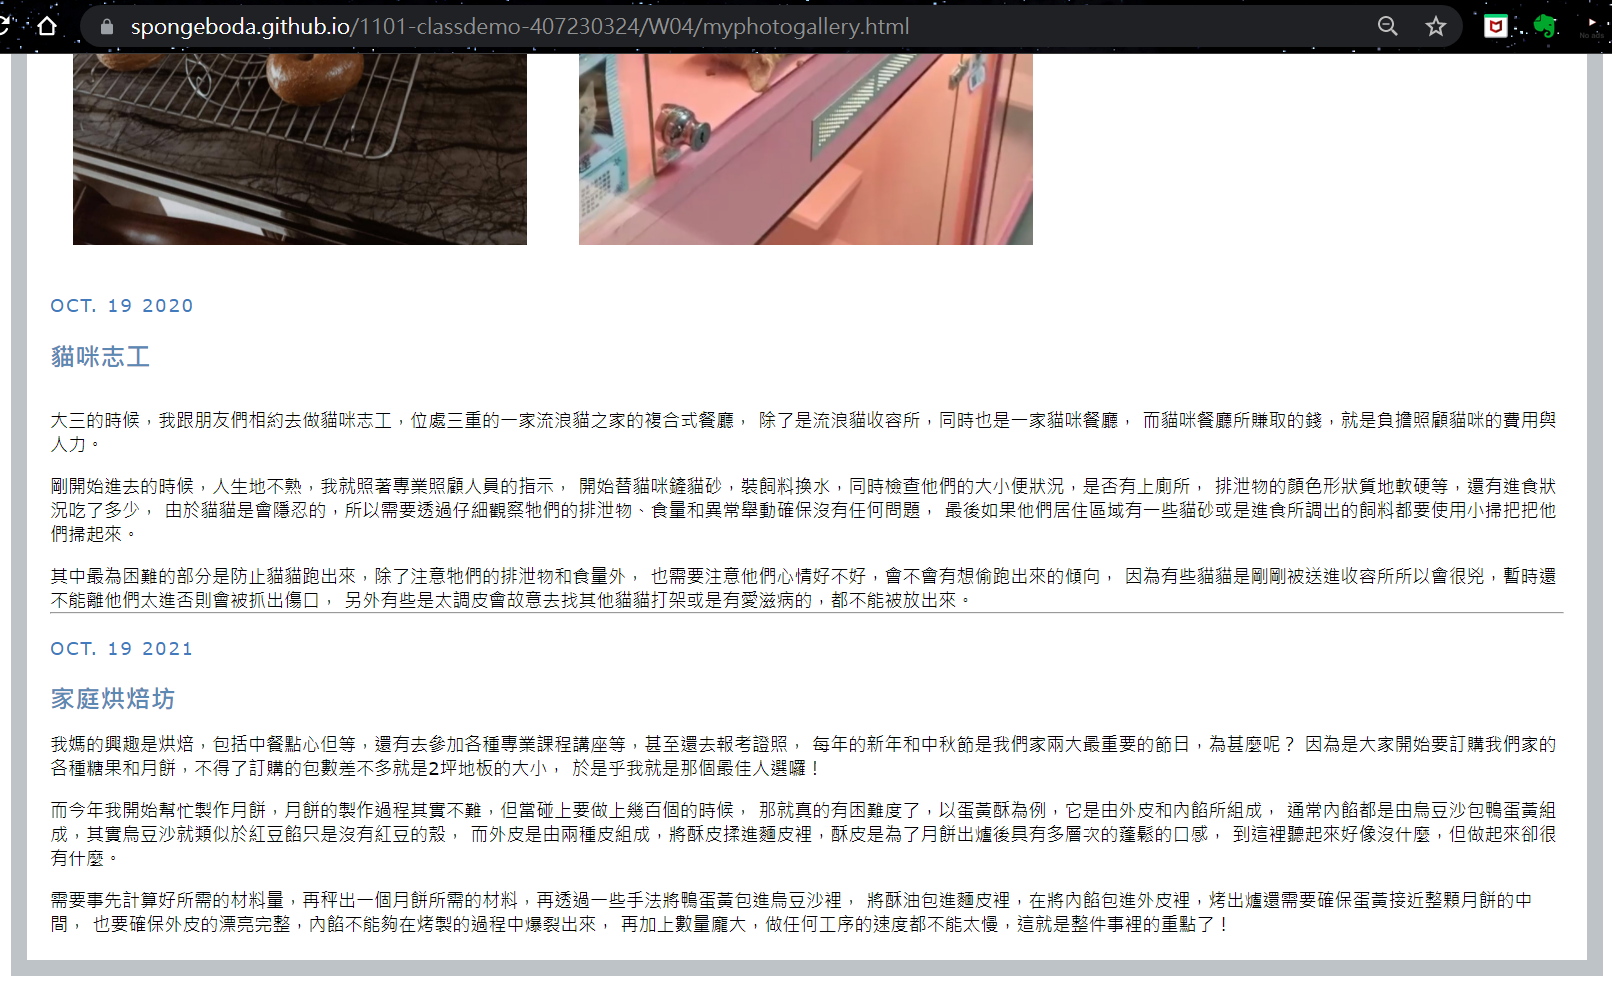 spongeboda.github.io/1101-classdemo-407230324/W04/myphotogallery.html
No ads
OCT. 19 2020
貓咪志工
大三的時候，我跟朋友們相約去做貓咪志工，位處三重的一家流浪貓之家的複合式餐廳， 除了是流浪貓收容所，同時也是一家貓咪餐廳， 而貓咪餐廳所賺取的錢，就是負擔照顧貓咪的費用與
人力。
剛開始進去的時候，人生地不熟，我就照著專業照顧人員的指示， 開始替貓咪鏟貓砂，裝飼料換水，同時檢查他們的大小便狀況，是否有上廁所， 排泄物的顏色形狀質地軟硬等，還有進食狀
況吃了多少， 由於貓貓是會隱忍的，所以需要透過仔細觀察牠們的排泄物、食量和異常舉動確保沒有任何問題， 最後如果他們居住區域有一些貓砂或是進食所調出的飼料都要使用小掃把把他
們掃起來。
其中最為困難的部分是防止貓貓跑出來，除了注意牠們的排泄物和食量外， 也需要注意他們心情好不好，會不會有想偷跑出來的傾向， 因為有些貓貓是剛剛被送進收容所所以會很兇，暫時還
不能離他們太進否則會被抓出傷口， 另外有些是太調皮會故意去找其他貓貓打架或是有愛滋病的，都不能被放出來。
OCT. 19 2021
家庭烘焙坊
我媽的興趣是烘焙，包括中餐點心但等，還有去參加各種專業課程講座等，甚至還去報考證照， 每年的新年和中秋節是我們家兩大最重要的節日，為甚麼呢？ 因為是大家開始要訂購我們家的
各種糖果和月餅，不得了訂購的包數差不多就是2坪地板的大小， 於是乎我就是那個最佳人選囉！
而今年我開始幫忙製作月餅，月餅的製作過程其實不難，但當碰上要做上幾百個的時候， 那就真的有困難度了，以蛋黃酥為例，它是由外皮和內餡所組成， 通常內餡都是由烏豆沙包鴨蛋黃組
成，其實烏豆沙就類似於紅豆餡只是沒有紅豆的殼， 而外皮是由兩種皮組成，將酥皮揉進麵皮裡，酥皮是為了月餅出爐後具有多層次的蓬鬆的口感， 到這裡聽起來好像沒什麼，但做起來卻很
有什麼。
需要事先計算好所需的材料量，再秤出一個月餅所需的材料，再透過一些手法將鴨蛋黃包進烏豆沙裡， 將酥油包進麵皮裡，在將內餡包進外皮裡，烤出爐還需要確保蛋黃接近整顆月餅的中
間， 也要確保外皮的漂亮完整，內餡不能夠在烤製的過程中爆裂出來， 再加上數量龐大，做任何工序的速度都不能太慢，這就是整件事裡的重點了！